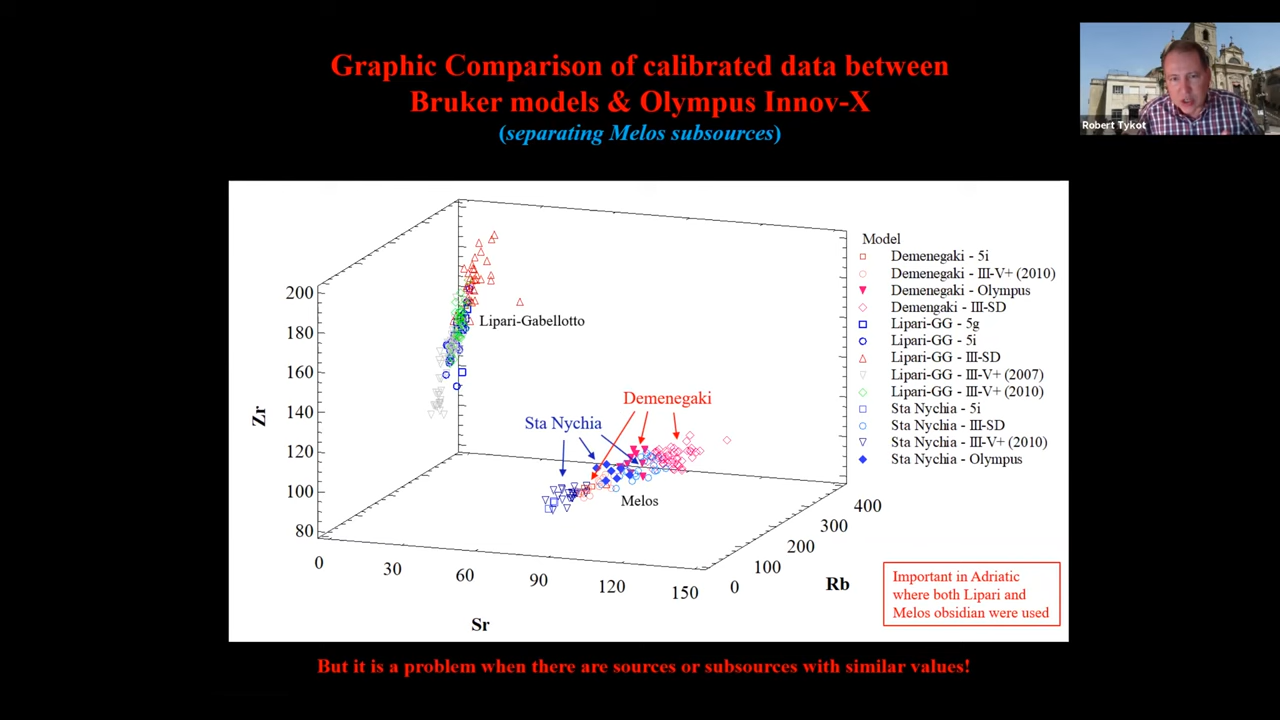 Graphic Comparison of calibrated data between
Bruker models & Olympus Innov-X
(separating Melos subsources)
Robert Tykot
Model
Demenegaki - 5i
Demenegaki - III-V+ (2010)
Demenegaki - Olympus
Demengaki - III-SD
Lipari-GG - 5g
Lipari-GG - 5i
Lipari-GG - III-SD
Lipari-GG - III-V+ (2007)
Lipari-GG - III-V+ (2010)
Sta Nychia - 5i
Sta Nychia - III-SD
Sta Nychia - III-V+ (2010)
Sta Nychia - Olympus
Lipari-Gabellotto
Demenegaki
Sta Nychia
Melos
Zr
200
180
160
140
120
100
80
0
30
60
90
120
150
Sr
0
100
200
300
400
Rb
Important in Adriatic
where both Lipari and
Melos obsidian were used
But it is a problem when there are sources or subsources with similar values!